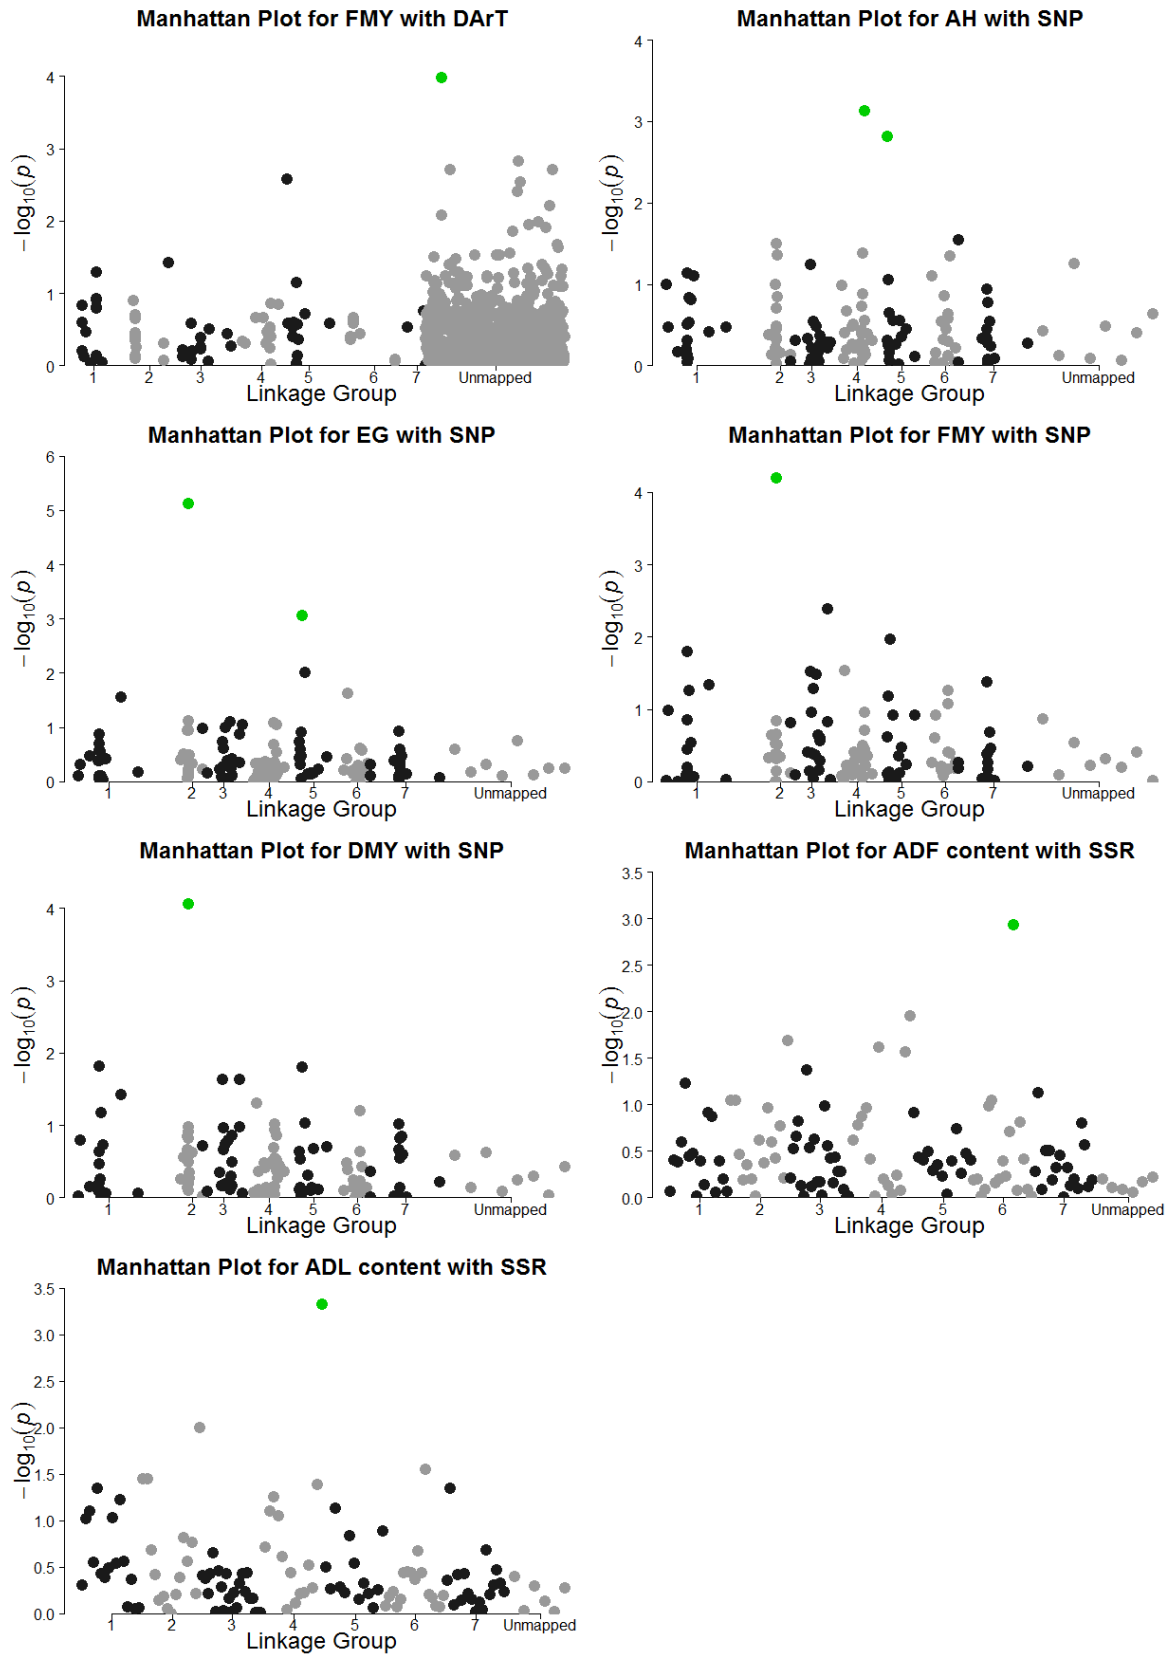 Manhattan Plot for FMY with DArT
4
3
2
1
0
−log10(p)
1 2 3 4 5 6 7 Unmapped
Linkage Group
Manhattan Plot for AH with SNP
4
3
2
1
0
−log10(p)
1 2 3 4 5 6 7 Unmapped
Linkage Group
Manhattan Plot for EG with SNP
6
5
4
3
2
1
0
−log10(p)
1 2 3 4 5 6 7 Unmapped
Linkage Group
Manhattan Plot for FMY with SNP
4
3
2
1
0
−log10(p)
1 2 3 4 5 6 7 Unmapped
Linkage Group
Manhattan Plot for DMY with SNP
4
3
2
1
0
−log10(p)
1 2 3 4 5 6 7 Unmapped
Linkage Group
Manhattan Plot for ADF content with SSR
3.5
3.0
2.5
2.0
1.5
1.0
0.5
0.0
−log10(p)
1 2 3 4 5 6 7 Unmapped
Linkage Group
Manhattan Plot for ADL content with SSR
3.5
3.0
2.5
2.0
1.5
1.0
0.5
0.0
−log10(p)
1 2 3 4 5 6 7 Unmapped
Linkage Group